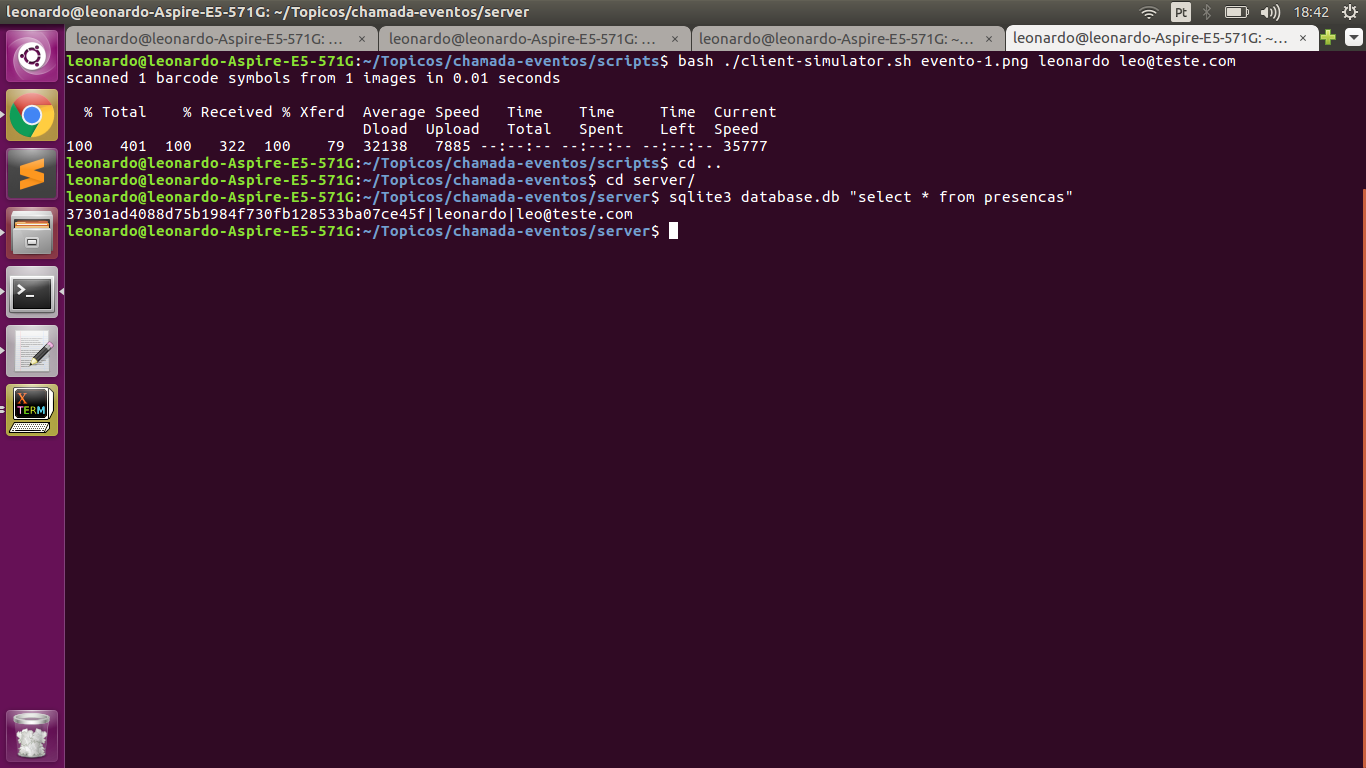 leonardo@leonardo-Aspire-E5-571G: ~/Topicos/chamada-eventos/server
Pt
18:42
leonardo@leonardo-Aspire-E5-571G: ... ×
leonardo@leonardo-Aspire-E5-571G: ... ×
leonardo@leonardo-Aspire-E5-571G: ~... ×
leonardo@leonardo-Aspire-E5-571G: ~... ×
leonardo@leonardo-Aspire-E5-571G:~/Topicos/chamada-eventos/scripts$ bash ./client-simulator.sh evento-1.png leonardo leo@teste.com
scanned 1 barcode symbols from 1 images in 0.01 seconds
% Total    % Received % Xferd  Average Speed   Time    Time     Time  Current
Dload  Upload   Total   Spent    Left  Speed
100   401  100   322  100    79  32138   7885 --:--:-- --:--:-- --:--:-- 35777
leonardo@leonardo-Aspire-E5-571G:~/Topicos/chamada-eventos/scripts$ cd ..
leonardo@leonardo-Aspire-E5-571G:~/Topicos/chamada-eventos$ cd server/
leonardo@leonardo-Aspire-E5-571G:~/Topicos/chamada-eventos/server$ sqlite3 database.db "select * from presencas"
37301ad4088d75b1984f730fb128533ba07ce45f|leonardo|leo@teste.com
leonardo@leonardo-Aspire-E5-571G:~/Topicos/chamada-eventos/server$
>_
X
TERM